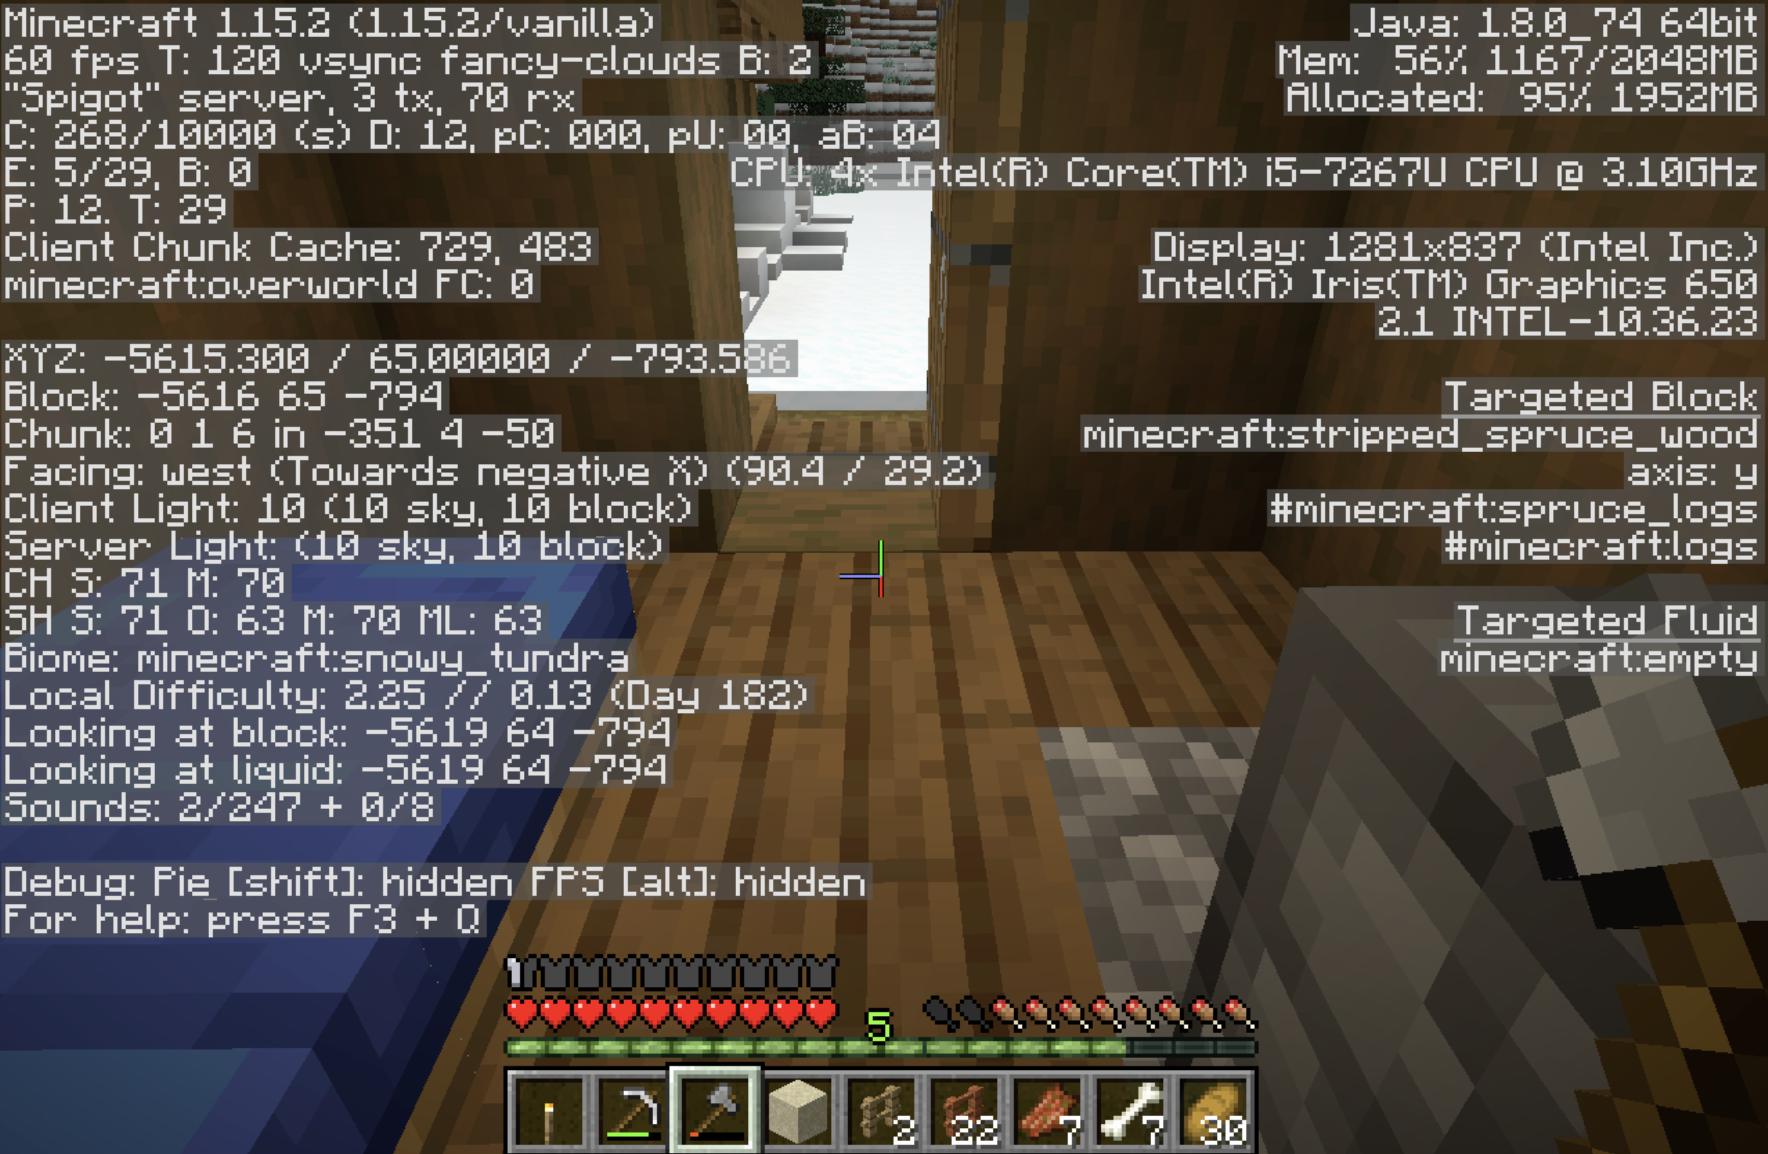 Minecraft 1.15.2 (1.15.2/vanilla)
60 fps T: 120 vsync fancy-clouds B: 2
"Spigot" server, 3 tx, 70 rx
C: 268/10000 (s) D: 12, pC: 000, pU: 00, aB: 04
E: 5/29, B: 0
P: 12. T: 29
Client Chunk Cache: 729, 483
minecraft:overworld FC: 0
XYZ: -5615.300 / 65.00000 / -793.586
Block: -5616 65 -794
Chunk: 0 1 6 in -351 4 -50
Facing: west (Towards negative X) (90.4 / 29.2)
Client Light: 10 (10 sky, 10 block)
Server Light: (10 sky, 10 block)
CH S: 71 M: 70
SH S: 71 O: 63 M: 70 ML: 63
Biome: minecraft:snowy_tundra
Local Difficulty: 2.25 // 0.13 (Day 182)
Looking at block: -5619 64 -794
Looking at liquid: -5619 64 -794
Sounds: 2/247 + 0/8
Debug: Pie [shift]: hidden FPS [alt]: hidden
For help: press F3 + Q
Java: 1.8.0_74 64bit
Mem: 56% 1167/2048MB
Allocated: 95% 1952MB
CPU: 4x Intel(R) Core(TM) i5-7267U CPU @ 3.10GHz
Display: 1281x837 (Intel Inc.)
Intel(R) Iris(TM) Graphics 650
2.1 INTEL-10.36.23
Targeted Block
minecraft:stripped_spruce_wood
axis: y
#minecraft:spruce_logs
#minecraft:logs
Targeted Fluid
minecraft:empty
5
2 22 7 7 30